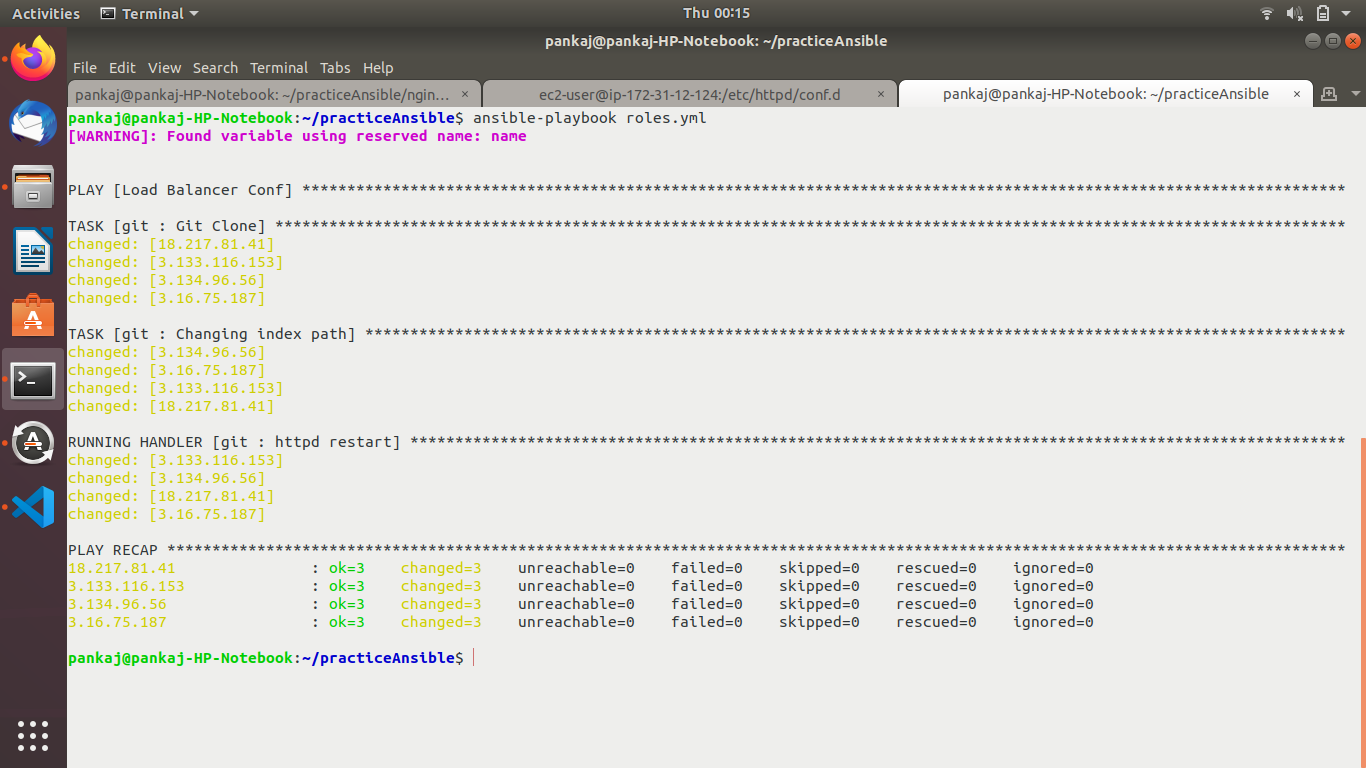 Activities Terminal Thu 00:15
pankaj@pankaj-HP-Notebook: ~/practiceAnsible
File Edit View Search Terminal Tabs Help
pankaj@pankaj-HP-Notebook: ~/practiceAnsible/ngin... × ec2-user@ip-172-31-12-124:/etc/httpd/conf.d × pankaj@pankaj-HP-Notebook: ~/practiceAnsible ×
pankaj@pankaj-HP-Notebook:~/practiceAnsible$ ansible-playbook roles.yml
[WARNING]: Found variable using reserved name: name
PLAY [Load Balancer Conf] ********************************************************************************************************************
TASK [git : Git Clone] ***********************************************************************************************************************
changed: [18.217.81.41]
changed: [3.133.116.153]
changed: [3.134.96.56]
changed: [3.16.75.187]
TASK [git : Changing index path] *************************************************************************************************************
changed: [3.134.96.56]
changed: [3.16.75.187]
changed: [3.133.116.153]
changed: [18.217.81.41]
RUNNING HANDLER [git : httpd restart] ********************************************************************************************************
changed: [3.133.116.153]
changed: [3.134.96.56]
changed: [18.217.81.41]
changed: [3.16.75.187]
PLAY RECAP ***********************************************************************************************************************************
18.217.81.41 : ok=3 changed=3 unreachable=0 failed=0 skipped=0 rescued=0 ignored=0
3.133.116.153 : ok=3 changed=3 unreachable=0 failed=0 skipped=0 rescued=0 ignored=0
3.134.96.56 : ok=3 changed=3 unreachable=0 failed=0 skipped=0 rescued=0 ignored=0
3.16.75.187 : ok=3 changed=3 unreachable=0 failed=0 skipped=0 rescued=0 ignored=0
pankaj@pankaj-HP-Notebook:~/practiceAnsible$